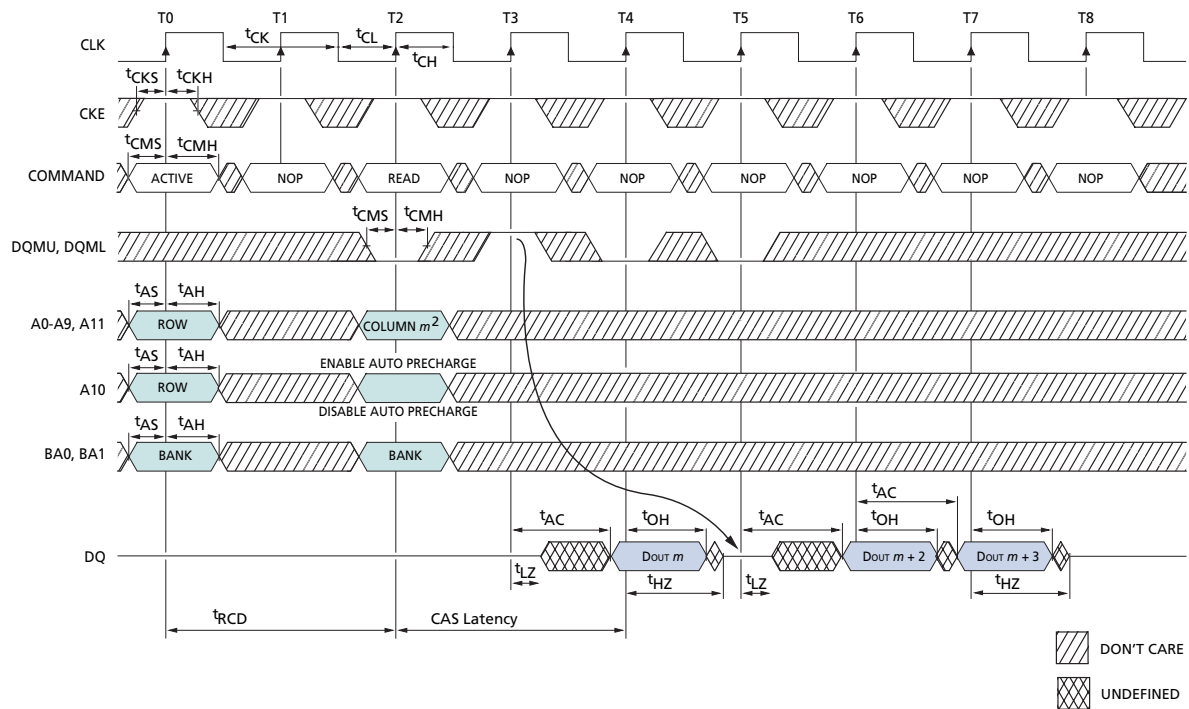 T0 T1 T2 T3 T4 T5 T6 T7 T8
CLK
tCK tCL
tCH
tCKS tCKH
CKE
tCMS tCMH
COMMAND ACTIVE NOP READ NOP NOP NOP NOP NOP NOP
tCMS tCMH
DQMU, DQML
tAS tAH
A0-A9, A11 ROW COLUMN m2
tAS tAH
ENABLE AUTO PRECHARGE
A10 ROW
DISABLE AUTO PRECHARGE
tAS tAH
BA0, BA1 BANK BANK
tAC
tAC tOH tAC tOH tOH
DQ DOUT m DOUT m + 2 DOUT m + 3
tLZ tHZ tLZ tHZ
tRCD CAS Latency
DON'T CARE
UNDEFINED